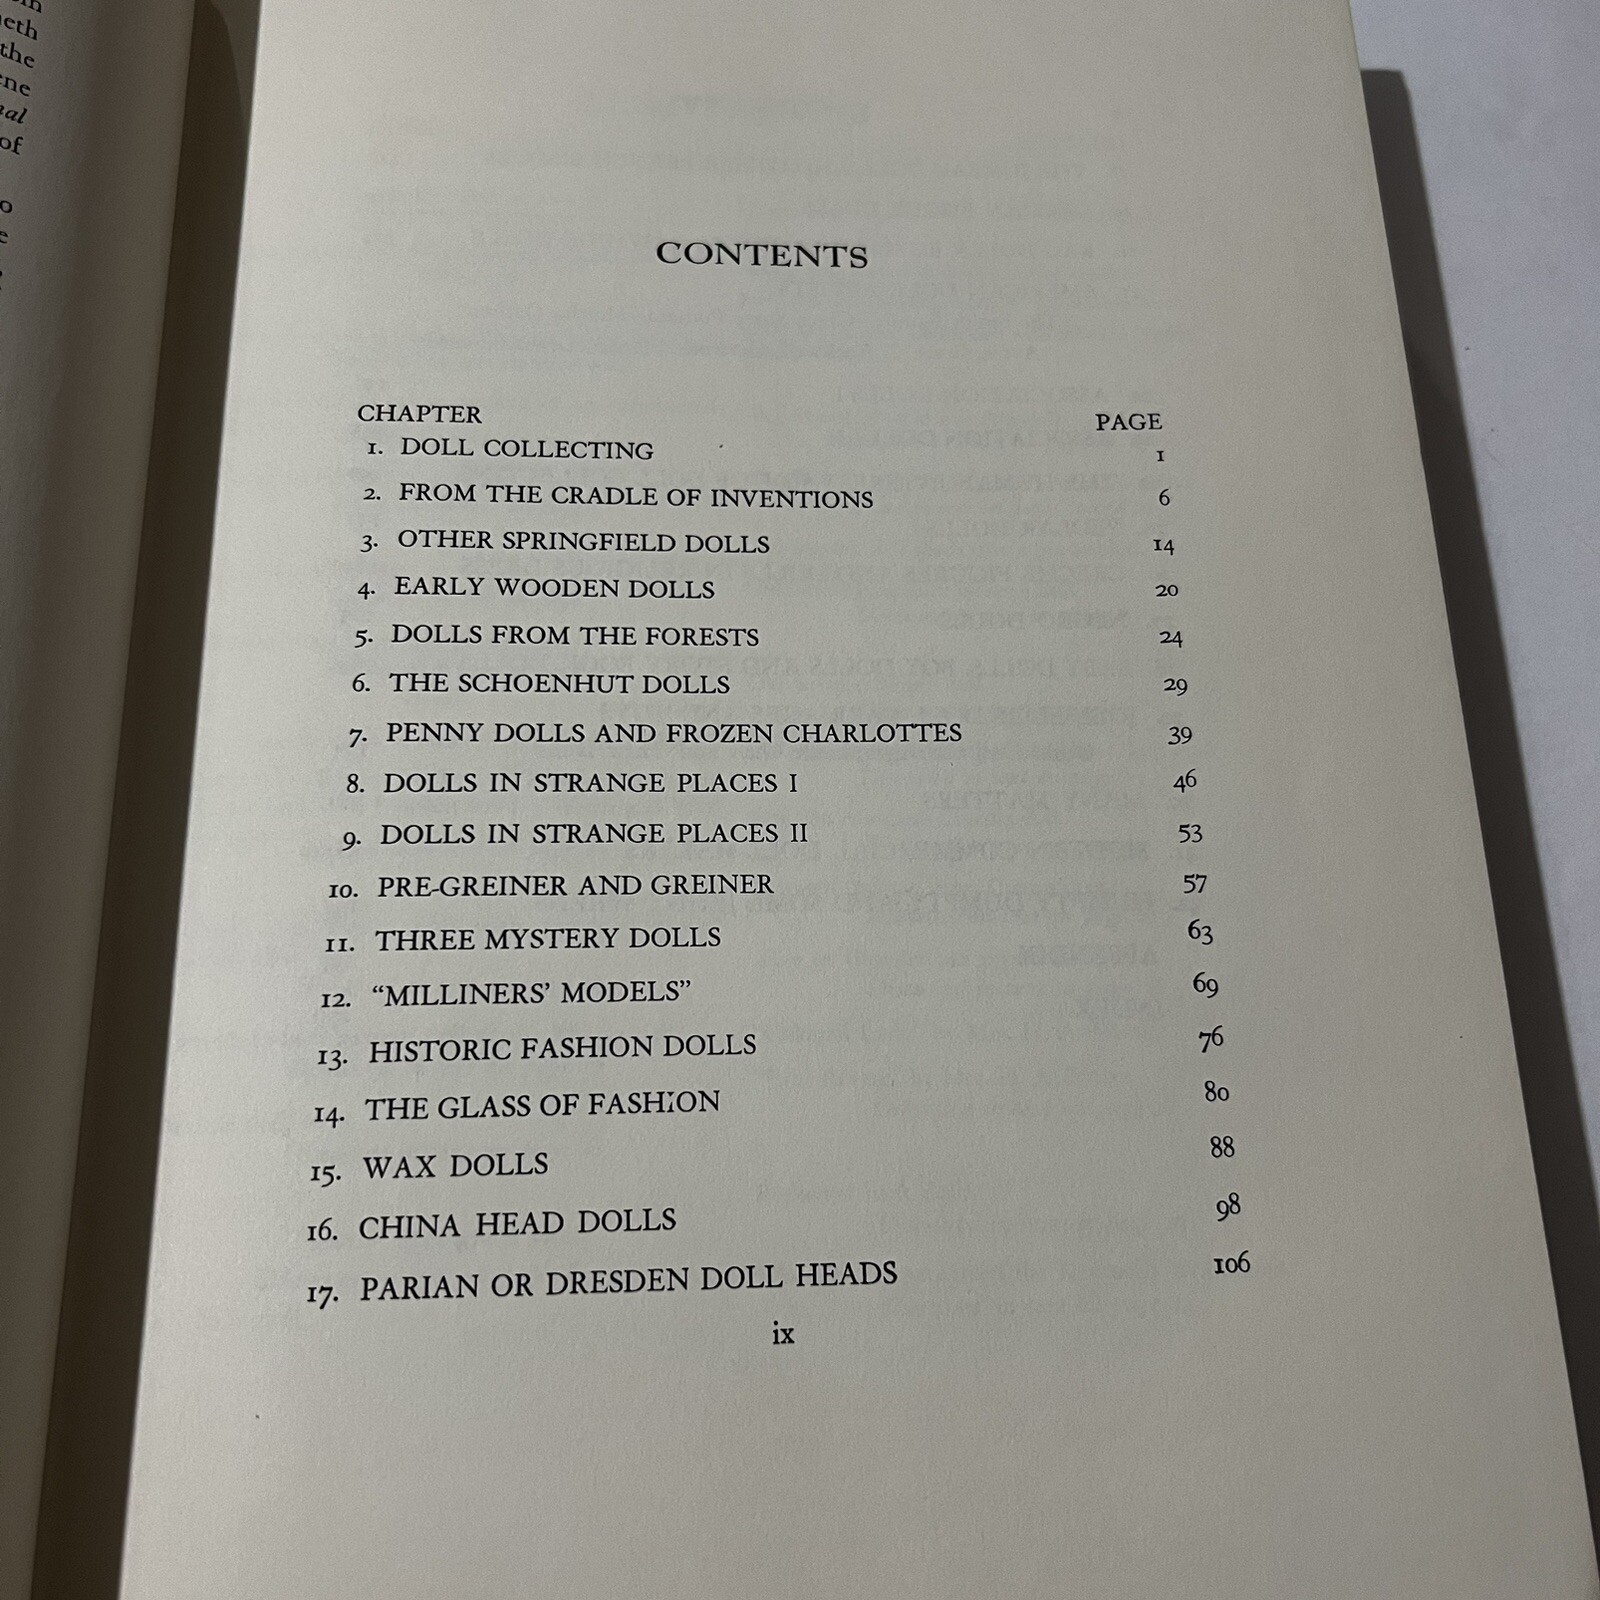 eth
the
ene
nal
of
o
e
CONTENTS
CHAPTER PAGE
1. DOLL COLLECTING 1
2. FROM THE CRADLE OF INVENTIONS 6
3. OTHER SPRINGFIELD DOLLS 14
4. EARLY WOODEN DOLLS 20
5. DOLLS FROM THE FORESTS 24
6. THE SCHOENHUT DOLLS 29
7. PENNY DOLLS AND FROZEN CHARLOTTES 39
8. DOLLS IN STRANGE PLACES I 46
9. DOLLS IN STRANGE PLACES II 53
10. PRE-GREINER AND GREINER 57
11. THREE MYSTERY DOLLS 63
12. “MILLINERS’ MODELS” 69
13. HISTORIC FASHION DOLLS 76
14. THE GLASS OF FASHION 80
15. WAX DOLLS 88
16. CHINA HEAD DOLLS 98
17. PARIAN OR DRESDEN DOLL HEADS 106
ix